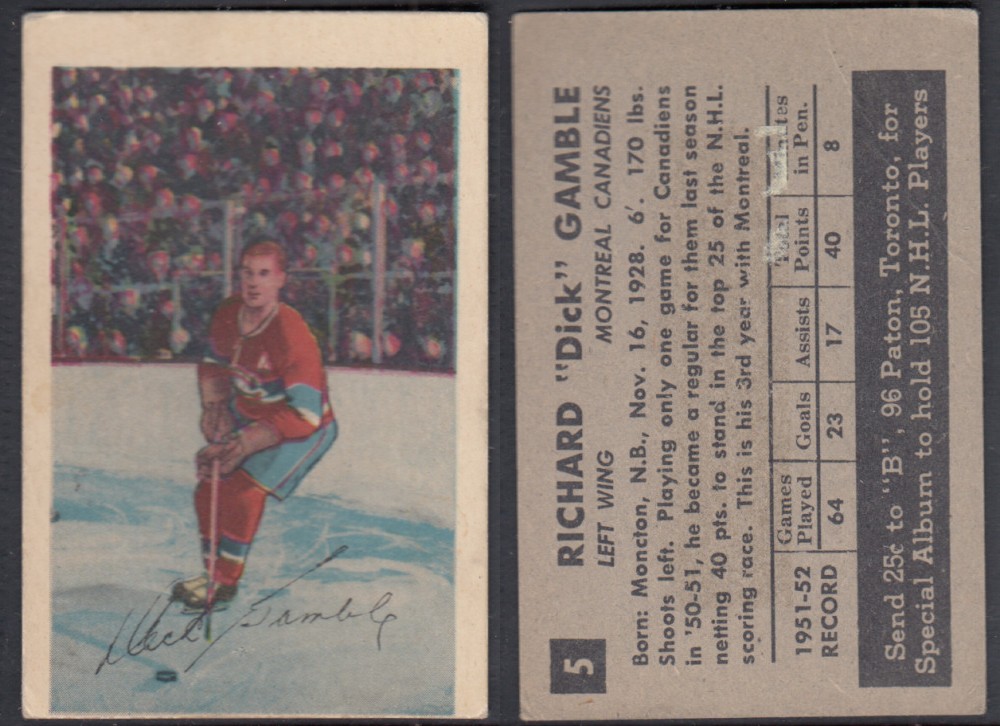 A
Dick Gamble
5
RICHARD "Dick" GAMBLE
LEFT WING MONTREAL CANADIENS
Born: Moncton, N.B., Nov. 16, 1928. 6'. 170 lbs.
Shoots left. Playing only one game for Canadiens
in '50-51, he became a regular for them last season
netting 40 pts. to stand in the top 25 of the N.H.L.
scoring race. This is his 3rd year with Montreal.
1951-52 Games Goals Assists Total Minutes
RECORD Played Points in Pen.
64 23 17 40 8
Send 25¢ to "B", 96 Paton, Toronto, for
Special Album to hold 105 N.H.L. Players